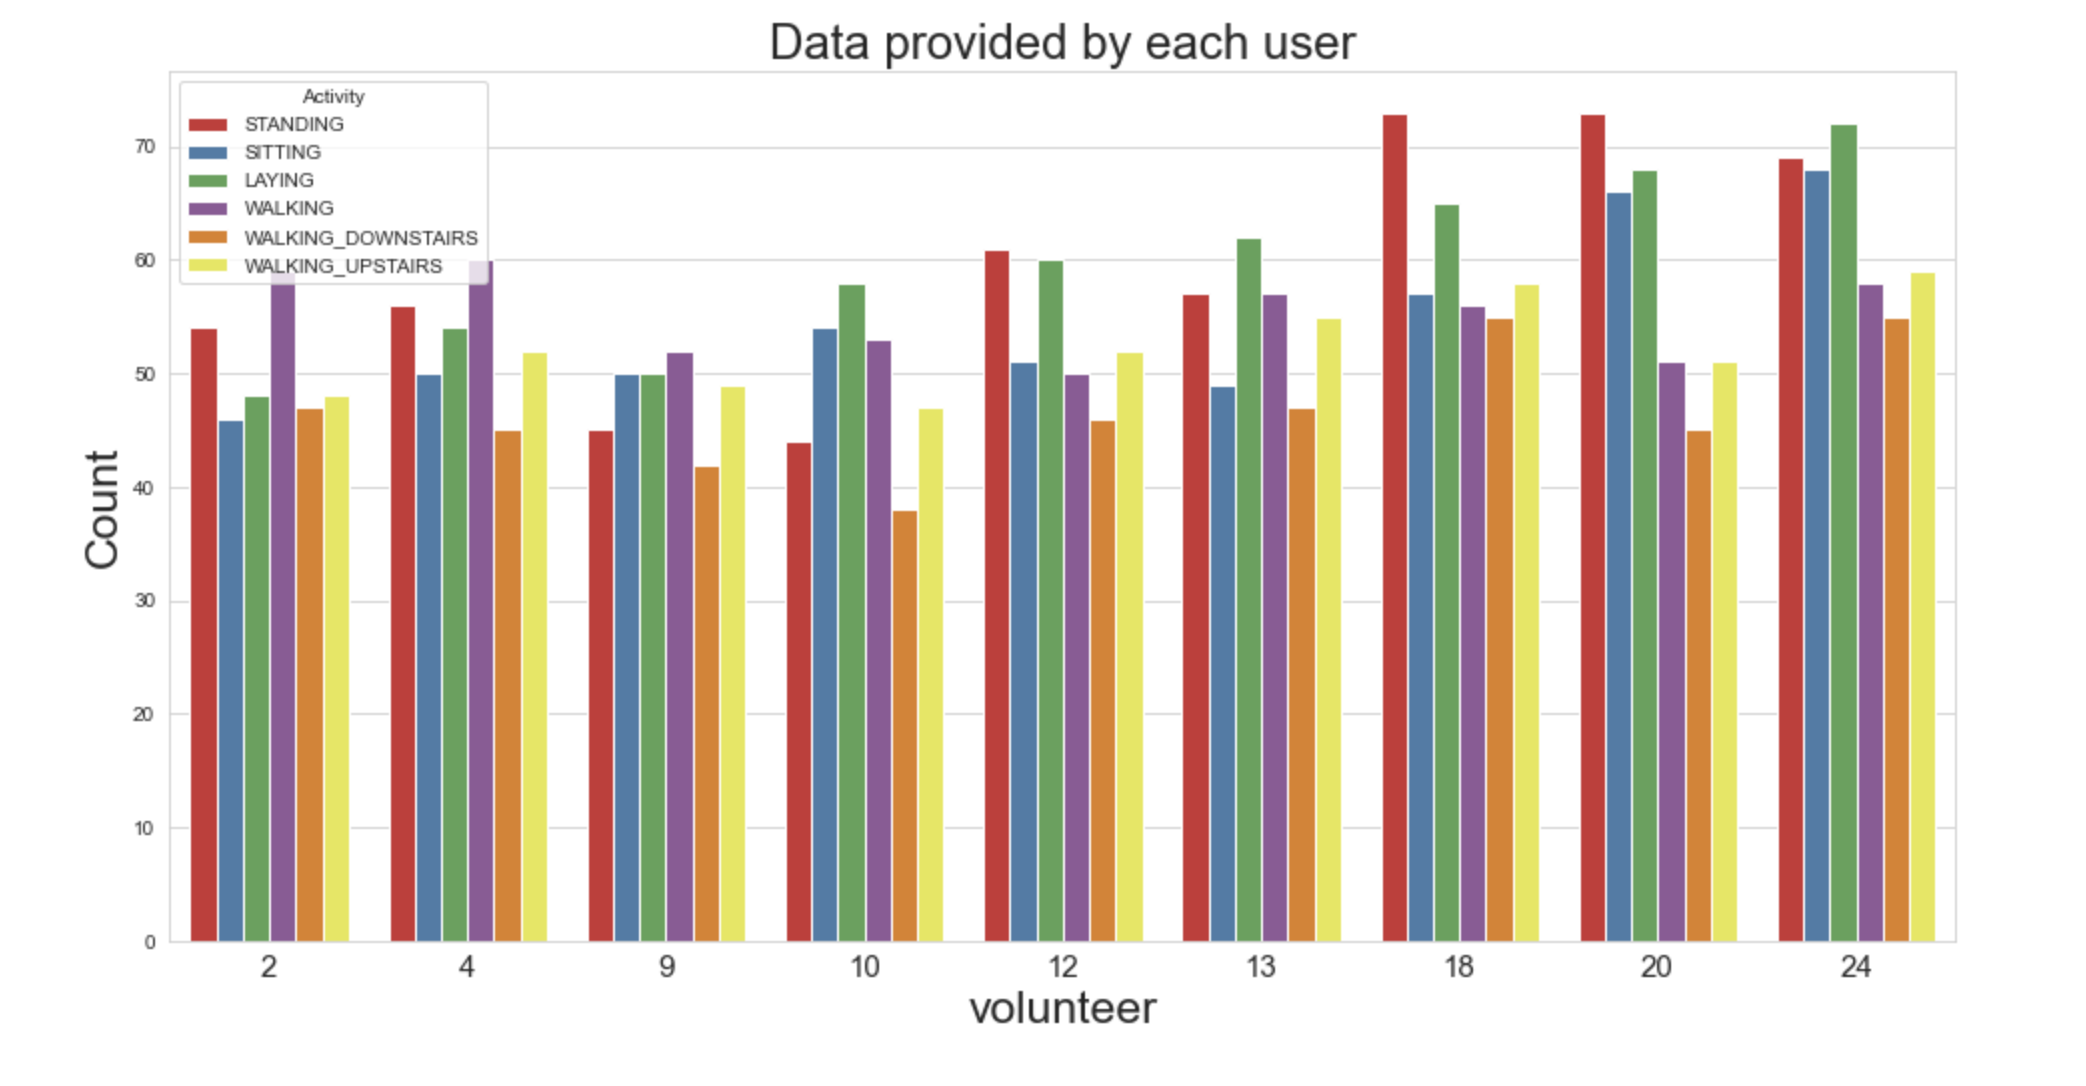 Data provided by each user
Activity
STANDING
SITTING
LAYING
WALKING
WALKING_DOWNSTAIRS
WALKING_UPSTAIRS
70
60
50
40
30
20
10
0
Count
2 4 9 10 12 13 18 20 24
volunteer